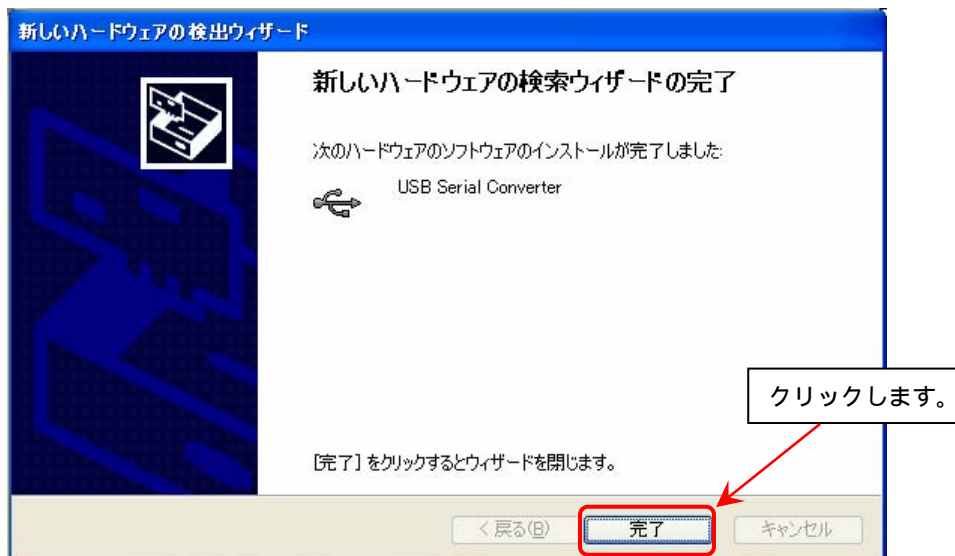 新しいハードウェアの検出ウィザード
新しいハードウェアの検索ウィザードの完了
次のハードウェアのソフトウェアのインストールが完了しました:
USB Serial Converter
クリックします。
[完了] をクリックするとウィザードを閉じます。
< 戻る(B)
完了
キャンセル